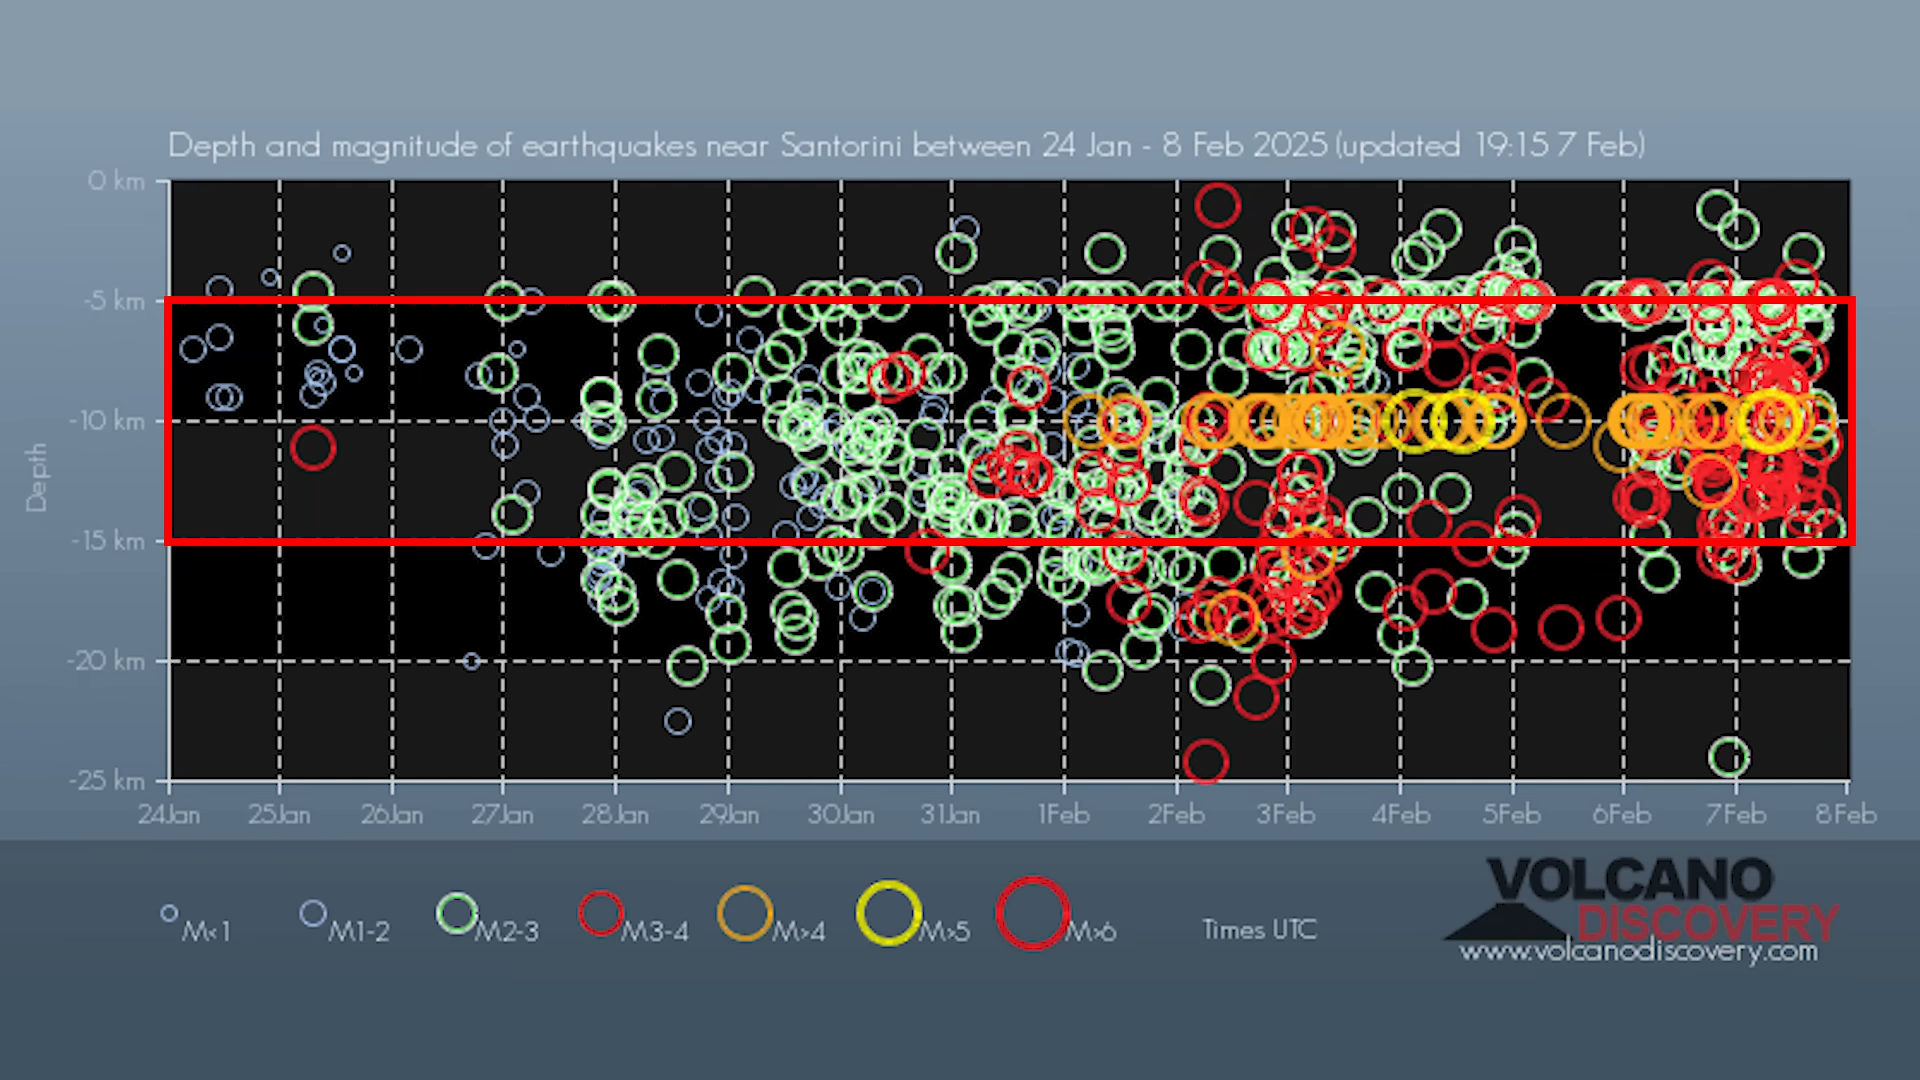 Depth and magnitude of earthquakes near Santorini between 24 Jan - 8 Feb 2025 (updated 19:15 7 Feb)
0 km
-5 km
-10 km
-15 km
-20 km
-25 km
Depth
24Jan 25Jan 26Jan 27Jan 28Jan 29Jan 30Jan 31Jan 1Feb 2Feb 3Feb 4Feb 5Feb 6Feb 7Feb 8Feb
M<1 M1-2 M2-3 M3-4 M>4 M>5 M>6 Times UTC
VOLCANO
DISCOVERY
www.volcanodiscovery.com